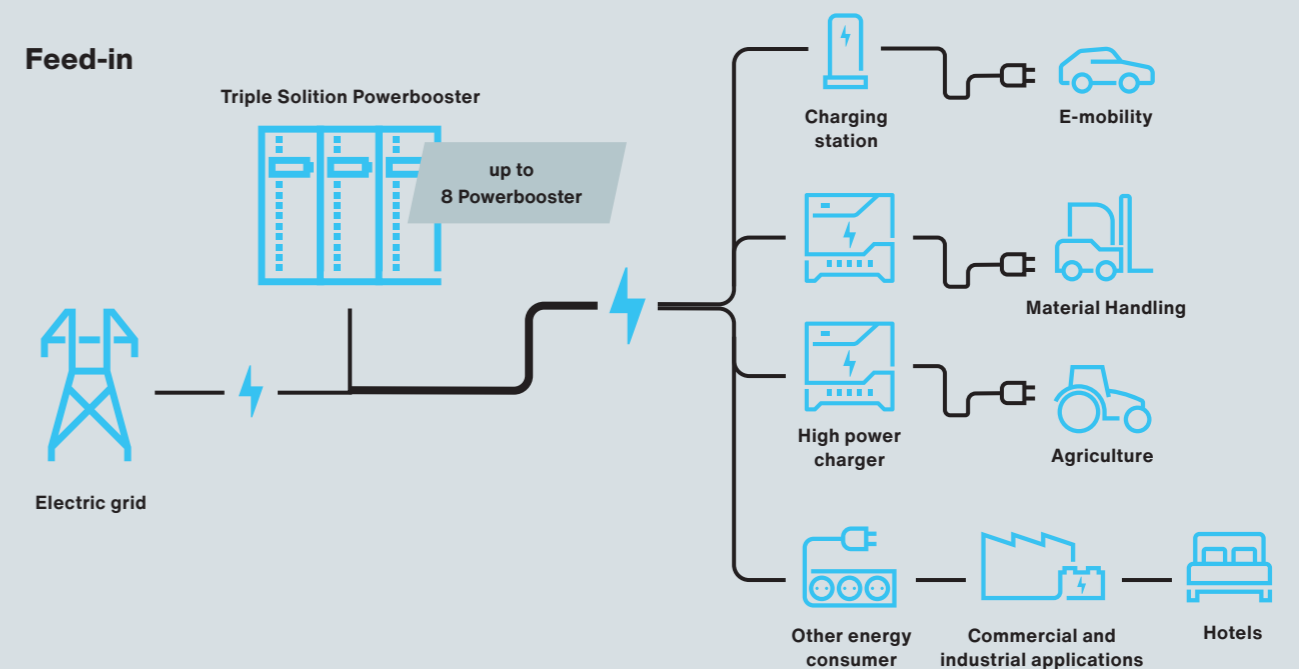 Feed-in
Triple Solition Powerbooster
up to
8 Powerbooster
Electric grid
Charging
station
E-mobility
Material Handling
High power
charger
Agriculture
Other energy
consumer
Commercial and
industrial applications
Hotels